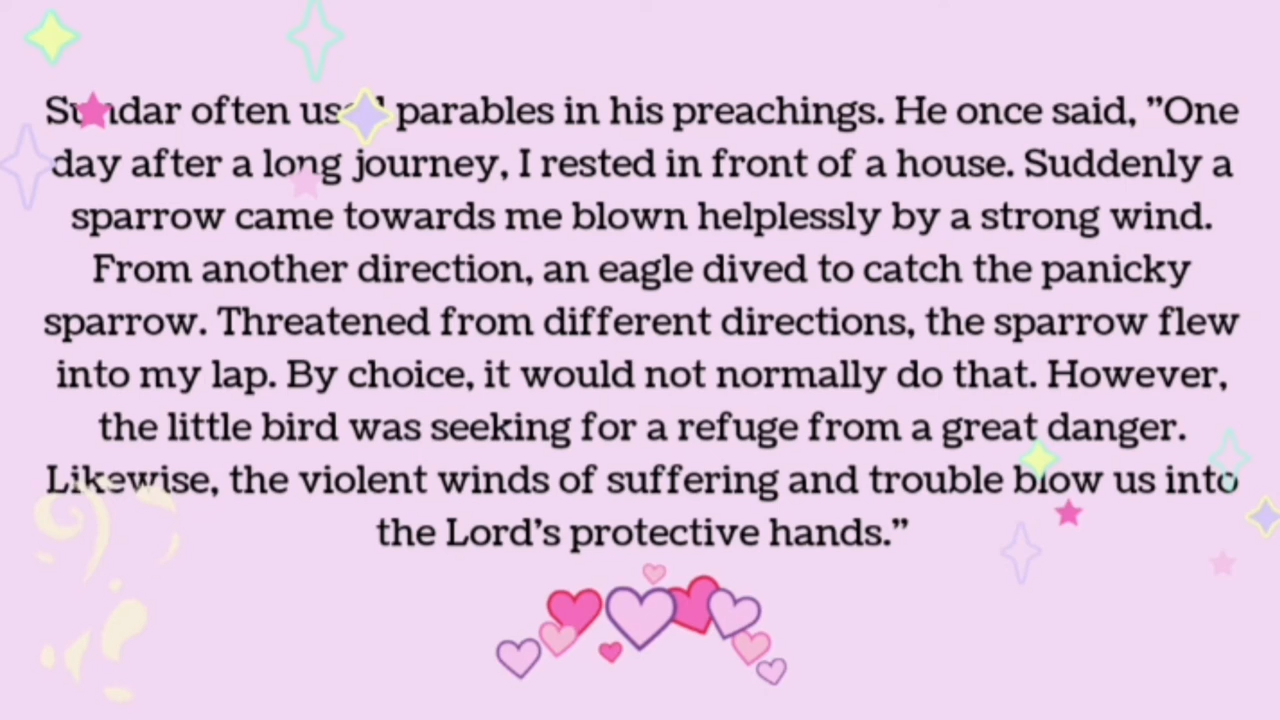 Sundar often used parables in his preachings. He once said, ”One
day after a long journey, I rested in front of a house. Suddenly a
sparrow came towards me blown helplessly by a strong wind.
From another direction, an eagle dived to catch the panicky
sparrow. Threatened from different directions, the sparrow flew
into my lap. By choice, it would not normally do that. However,
the little bird was seeking for a refuge from a great danger.
Likewise, the violent winds of suffering and trouble blow us into
the Lord’s protective hands.”